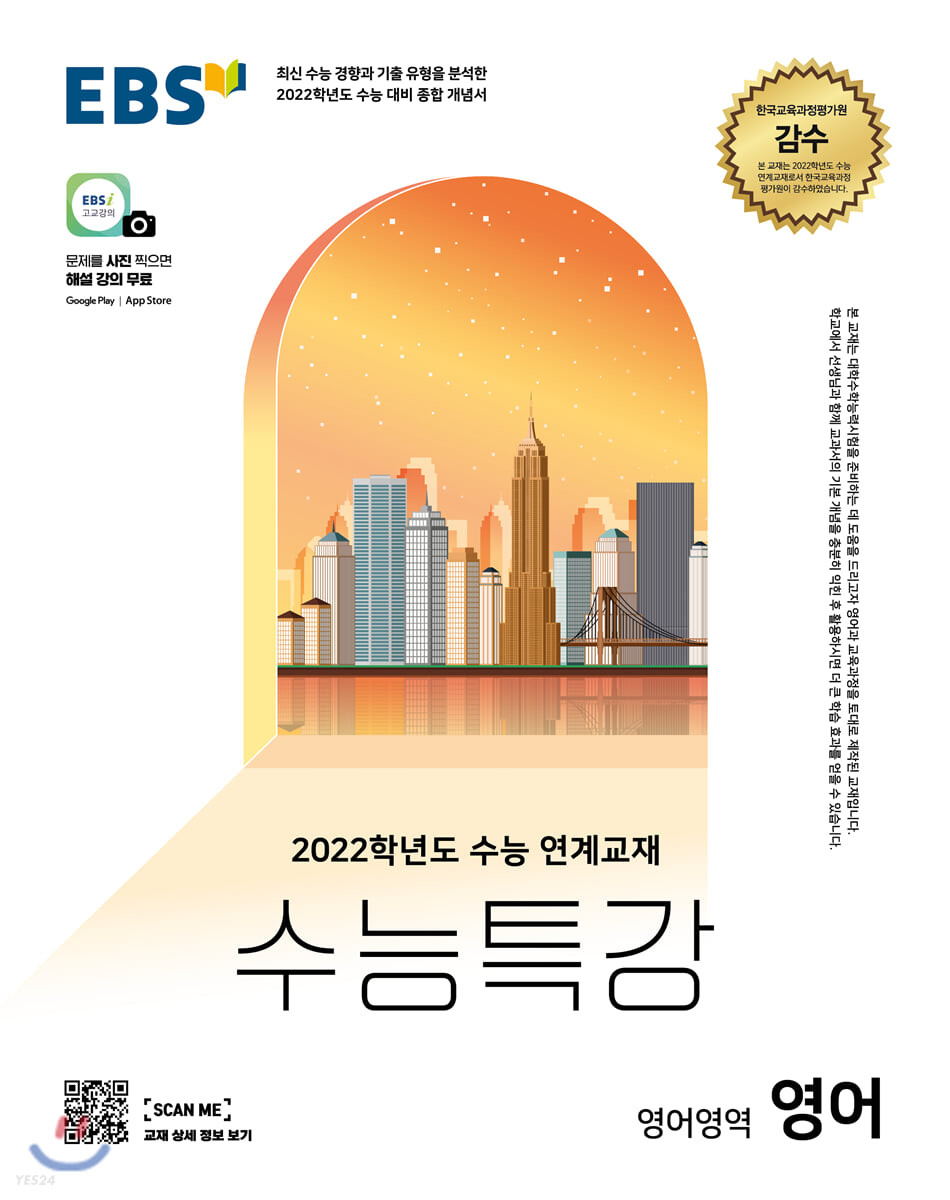 EBS
최신 수능 경향과 기출 유형을 분석한
2022학년도 수능 대비 종합 개념서
한국교육과정평가원
감수
본 교재는 2022학년도 수능
연계교재로서 한국교육과정
평가원이 감수하였습니다.
EBSi
고교강의
문제를 사진 찍으면
해설 강의 무료
Google Play | App Store
본 교재는 대학수학능력시험을 준비하는 데 도움을 드리고자 영어과 교육과정을 토대로 제작된 교재입니다.
학교에서 선생님과 함께 교과서의 기본 개념을 충분히 익힌 후 활용하시면 더 큰 학습 효과를 얻을 수 있습니다.
2022학년도 수능 연계교재
수능특강
[SCAN ME]
교재 상세 정보 보기
영어영역 영어
YES24